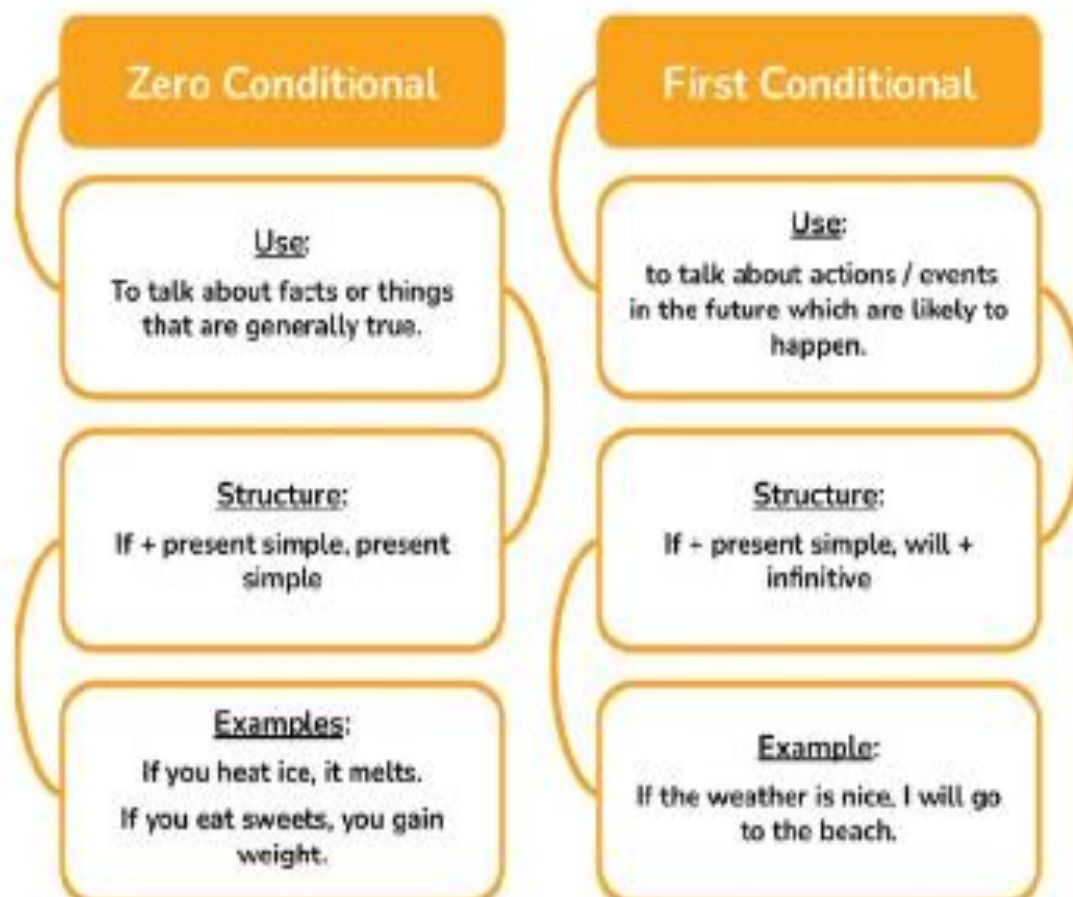 Zero Conditional
Use:
To talk about facts or things
that are generally true.
Structure:
If + present simple, present
simple
Examples:
If you heat ice, it melts.
If you eat sweets, you gain
weight.
First Conditional
Use:
to talk about actions / events
in the future which are likely to
happen.
Structure:
If + present simple, will +
infinitive
Example:
If the weather is nice, I will go
to the beach.